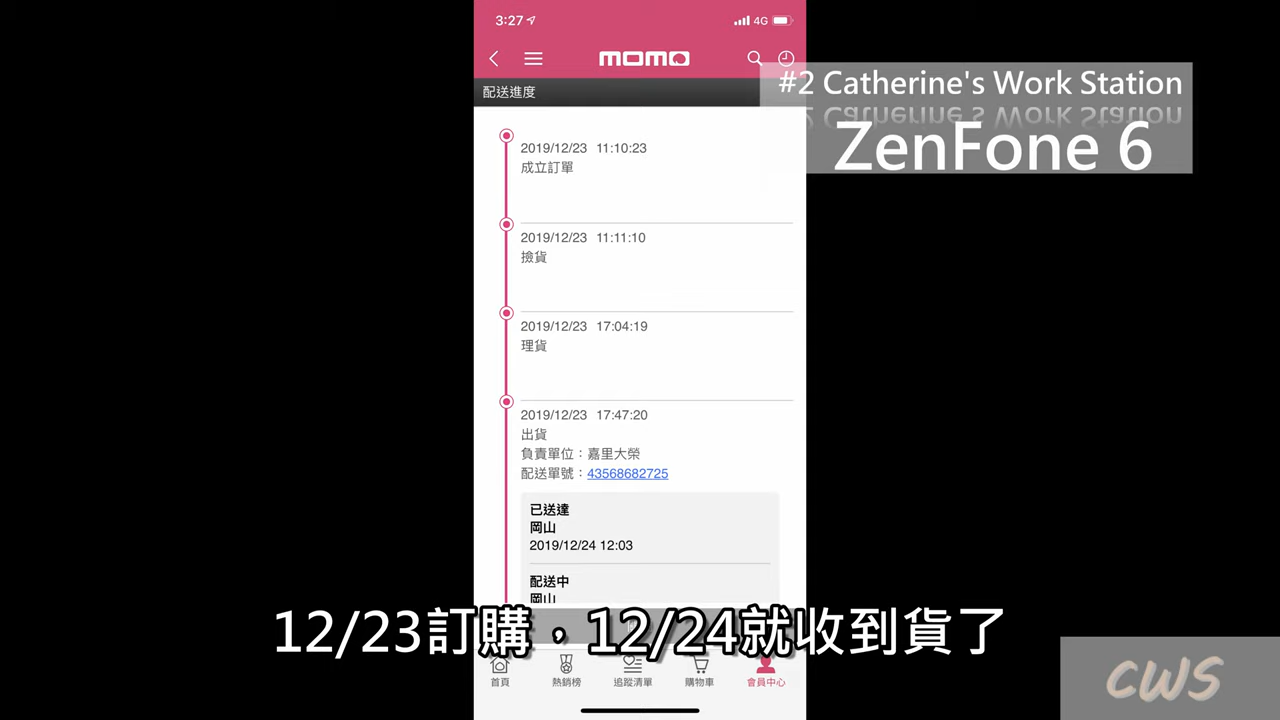 3:27
4G
momo
#2 Catherine's Work Station
ZenFone 6
配送進度
2019/12/23 11:10:23
成立訂單
2019/12/23 11:11:10
撿貨
2019/12/23 17:04:19
理貨
2019/12/23 17:47:20
出貨
負責單位：嘉里大榮
配送單號：43568682725
已送達
岡山
2019/12/24 12:03
配送中
岡山
12/23訂購，12/24就收到貨了
首頁
熱銷榜
追蹤清單
購物車
會員中心
CWS